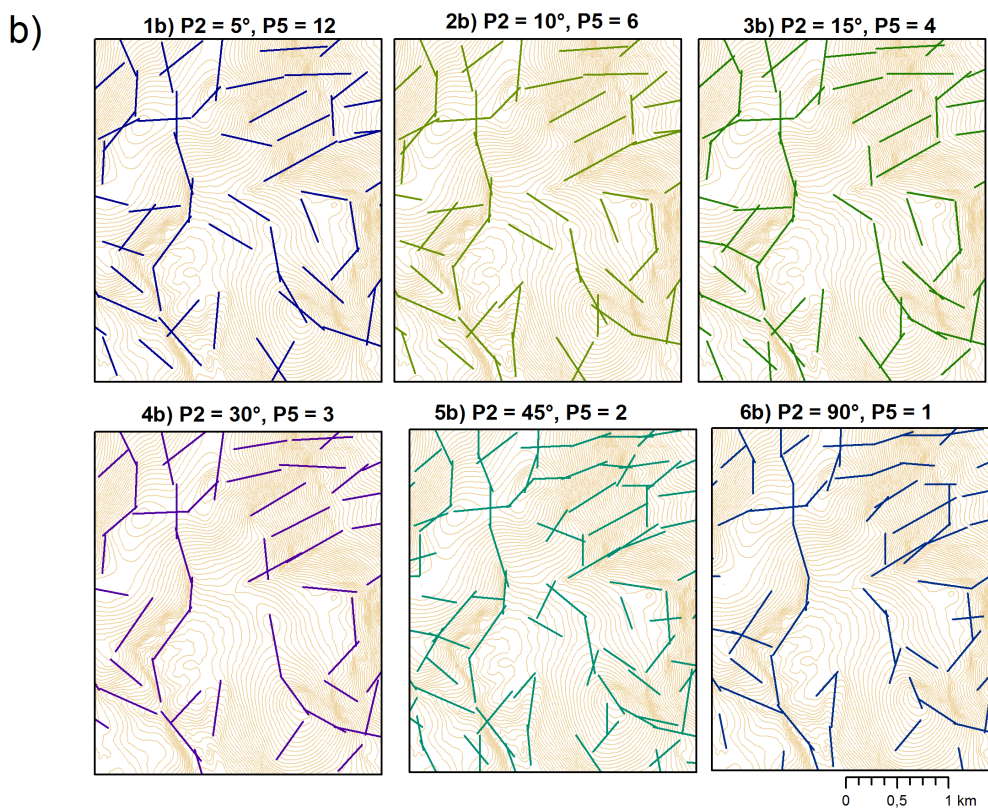 b)
1b) P2 = 5°, P5 = 12
2b) P2 = 10°, P5 = 6
3b) P2 = 15°, P5 = 4
4b) P2 = 30°, P5 = 3
5b) P2 = 45°, P5 = 2
6b) P2 = 90°, P5 = 1
0 0,5 1 km